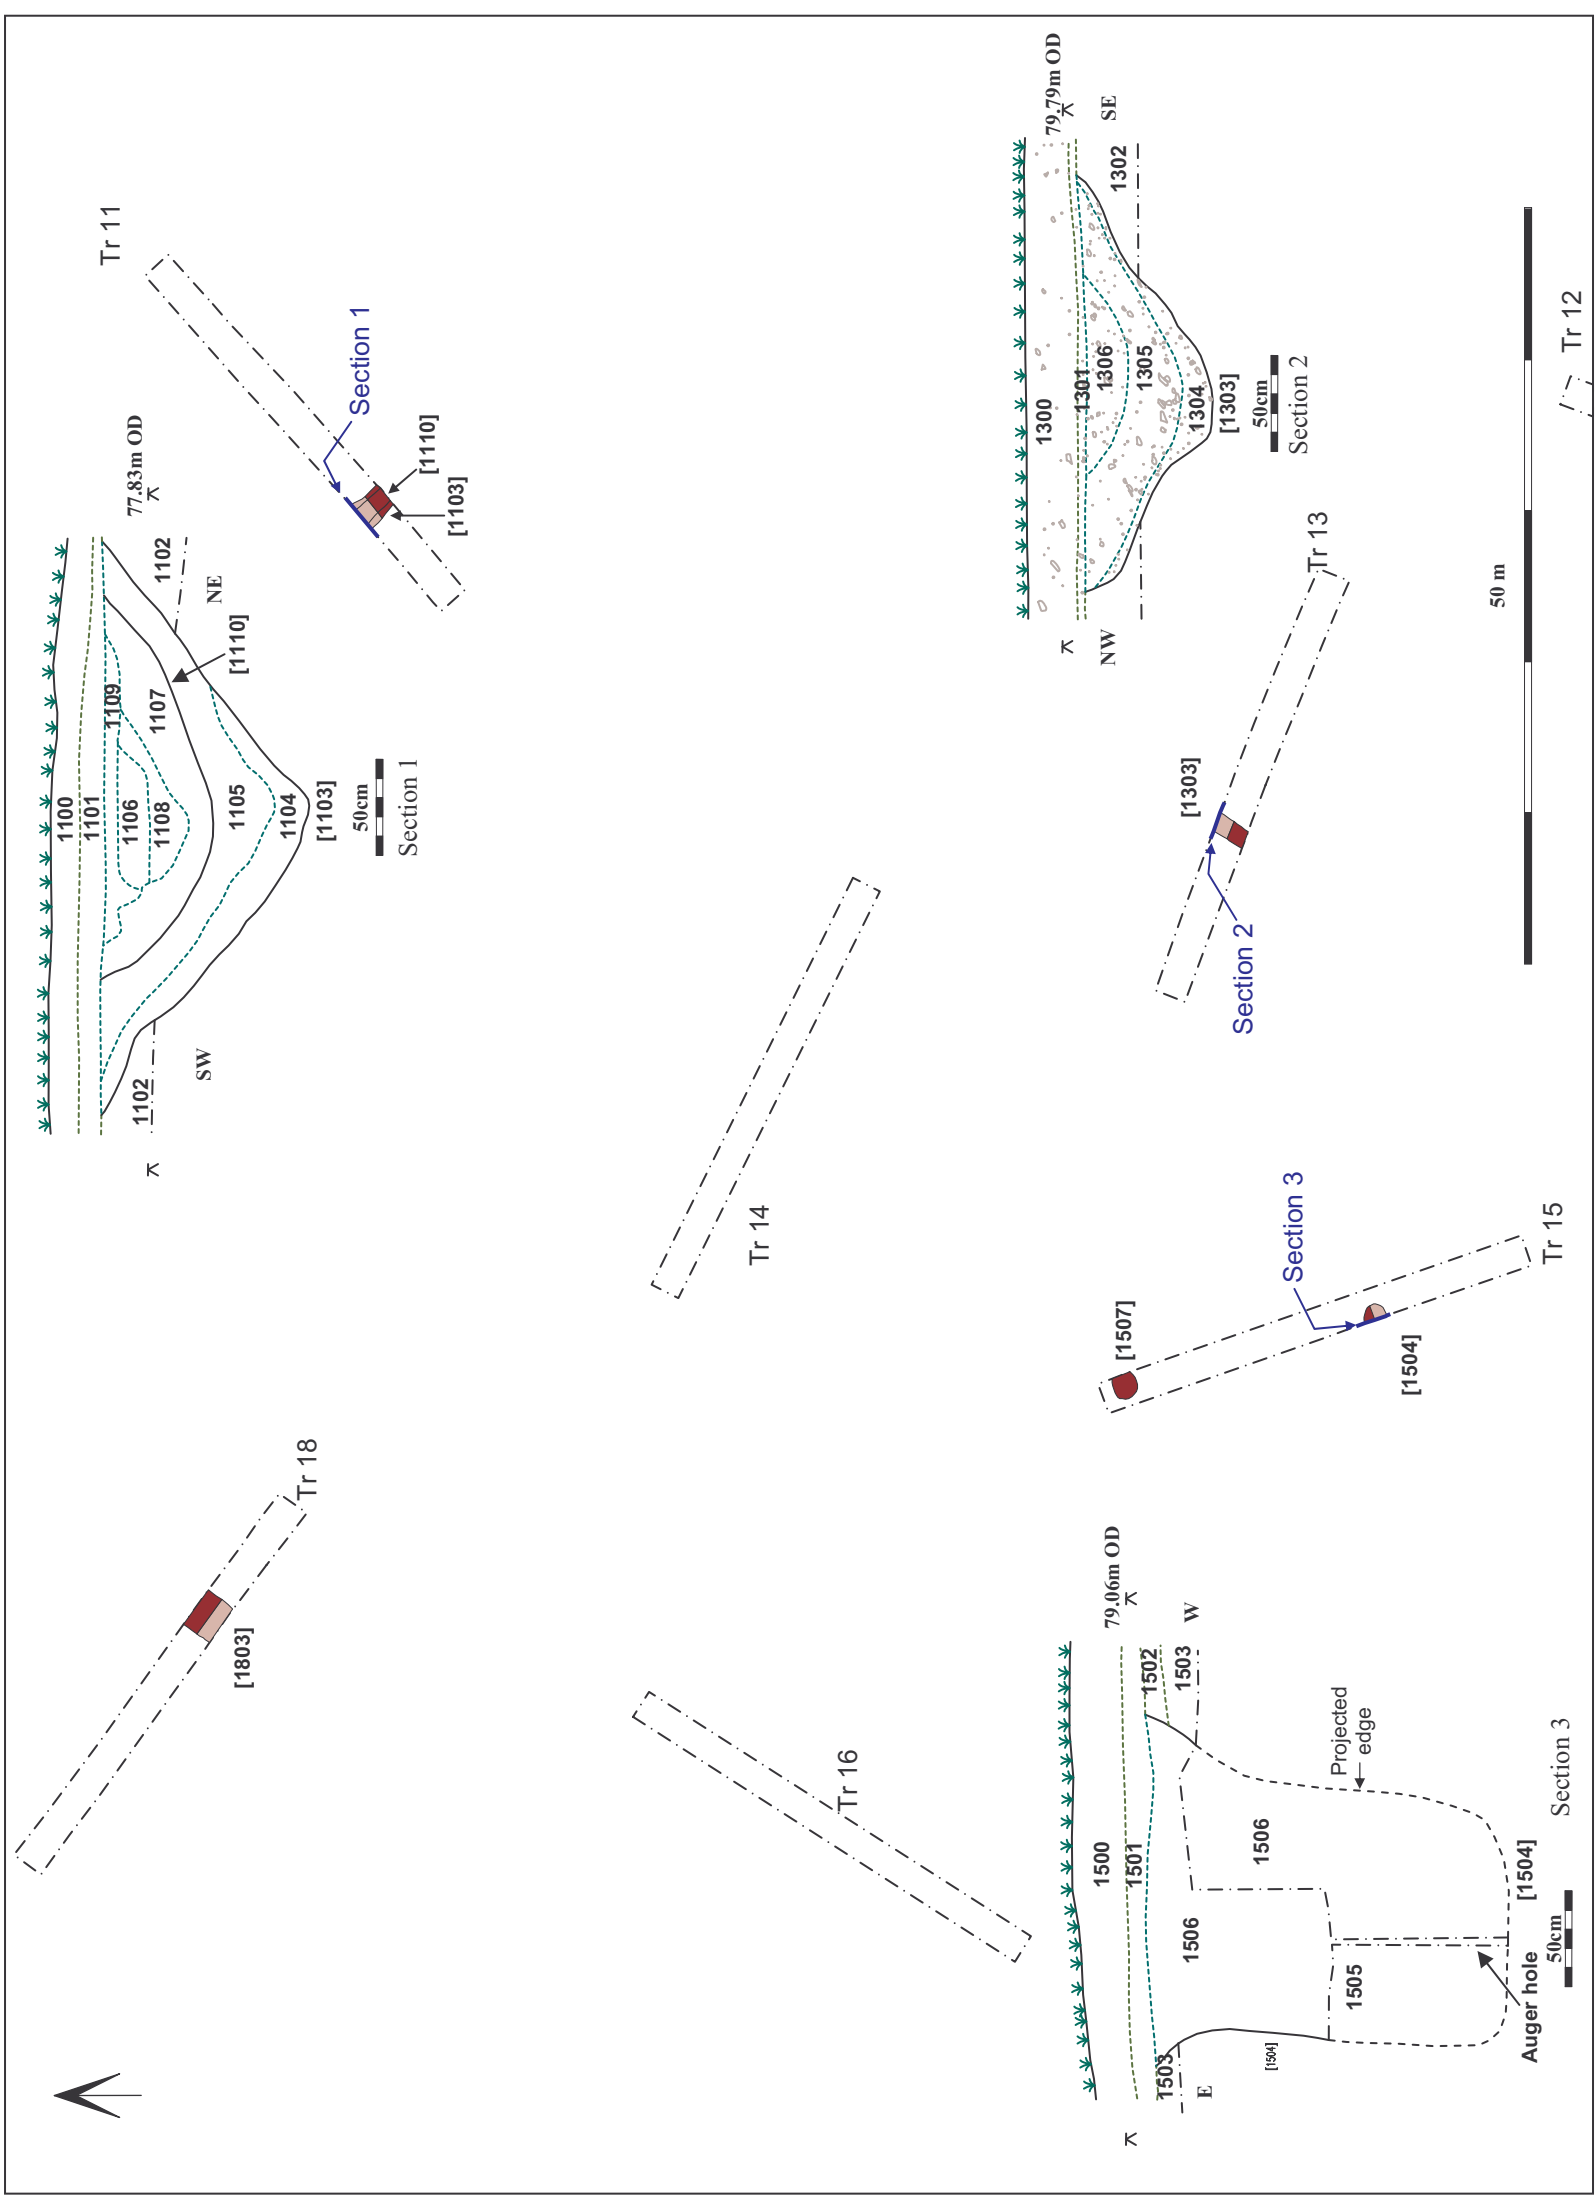 Tr 11
Section 1
[1110]
[1103]
77.83m OD
1102
NE
[1110]
1109
1107
1100
1101
1106
1108
1105
1104
[1103]
50cm
Section 1
1102
SW
79.79m OD
SE
1302
1300
1301
1306
1305
1304
[1303]
50cm
Section 2
NW
Tr 12
50 m
Tr 13
[1303]
Section 2
Tr 14
Section 3
Tr 15
[1507]
[1504]
Tr 18
[1803]
Tr 16
79.06m OD
W
1502
1503
Projected
edge
1500
1501
1506
1506
1505
[1504]
50cm
Section 3
Auger hole
1503
E
[1504]